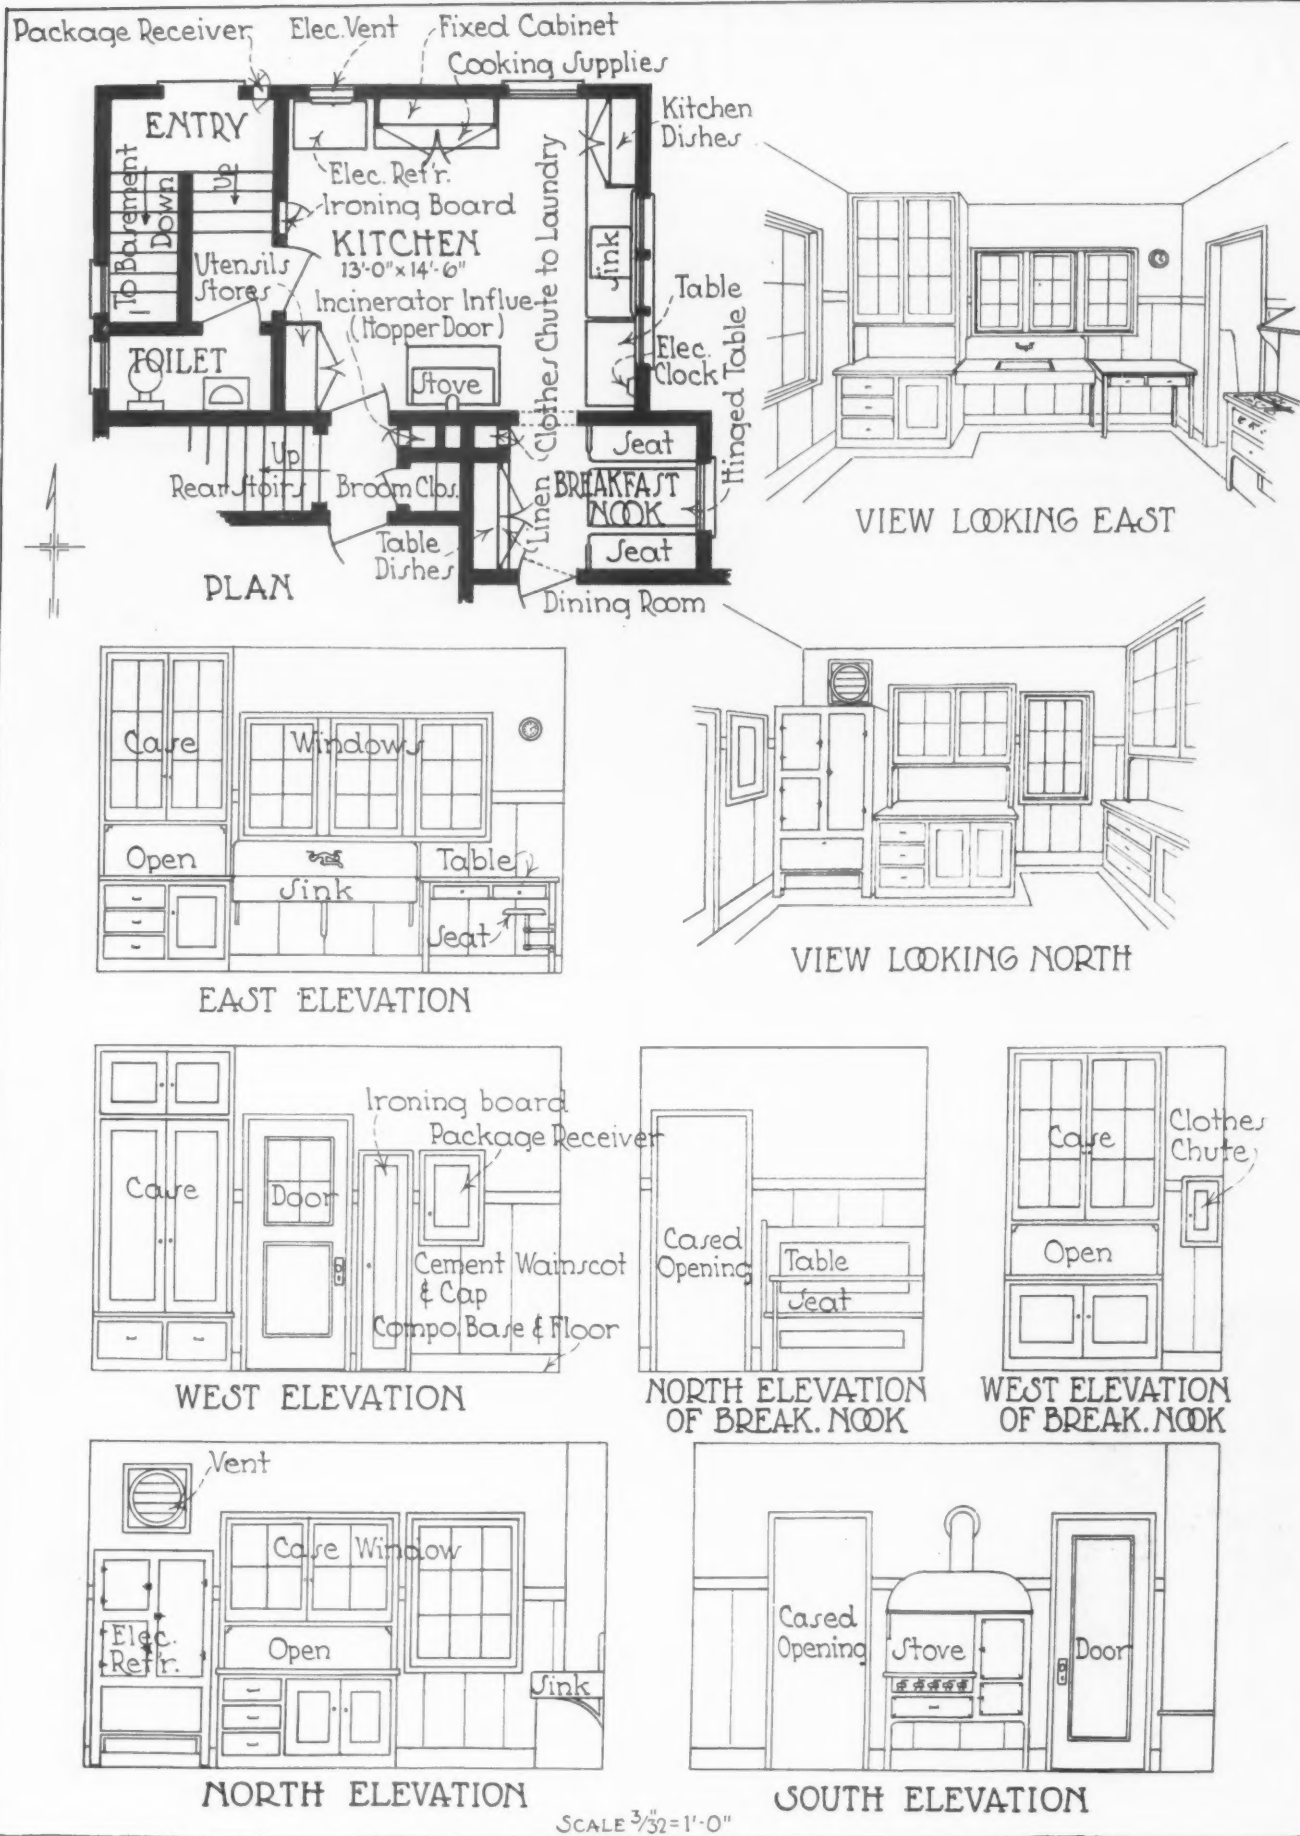 Package Receiver
Elec. Vent
Fixed Cabinet
Cooking Supplies
ENTRY
Kitchen
Dishes
To Basement
Down
Up
Elec. Ref'r.
Ironing Board
KITCHEN
13'-0" x 14'-6"
Utensils
Stores
Incinerator Influe
(Hopper Door)
Clothes Chute to Laundry
Sink
Table
Elec.
Clock
Hinged Table
TOILET
Stove
Seat
Up
Rear Stairs
Broom Clos.
Linen
BREAKFAST
NOOK
Table
Dishes
Seat
Dining Room
PLAN
VIEW LOOKING EAST
Case
Windows
Open
Sink
Table
Seat
EAST ELEVATION
VIEW LOOKING NORTH
Ironing board
Package Receiver
Case
Door
Cement Wainscot
& Cap
Compo. Base & Floor
WEST ELEVATION
Cased
Opening
Table
Seat
NORTH ELEVATION
OF BREAK. NOOK
Case
Clothes
Chute
Open
WEST ELEVATION
OF BREAK. NOOK
Vent
Case Window
Elec.
Ref'r.
Open
Sink
NORTH ELEVATION
Cased
Opening
Stove
Door
SOUTH ELEVATION
SCALE 3/32"=1'-0"